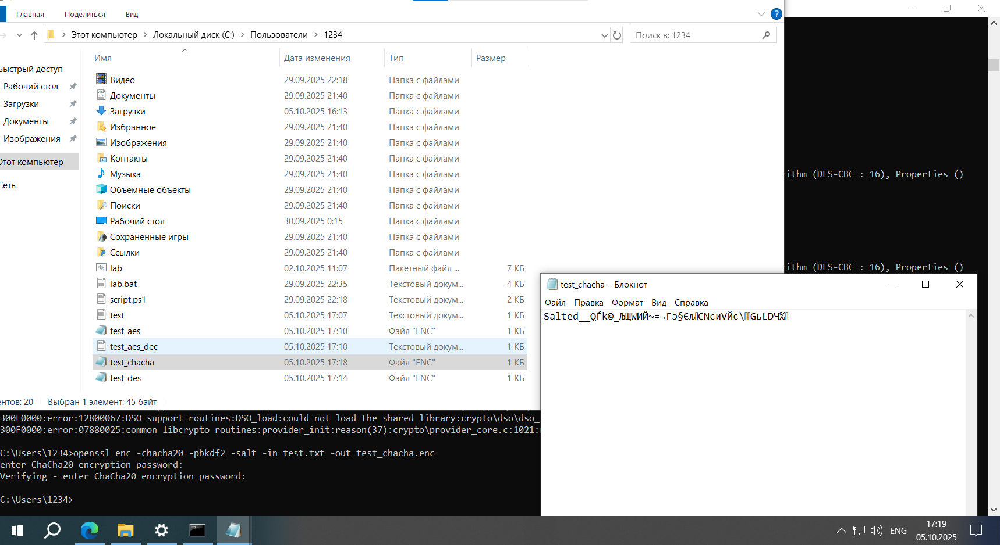 Главная Поделиться Вид
Этот компьютер Локальный диск (C:) Пользователи 1234
Поиск в: 1234
Имя Дата изменения Тип Размер
Быстрый доступ
Рабочий стол
Загрузки
Документы
Изображения
Этот компьютер
Сеть
Видео 29.09.2025 22:18 Папка с файлами
Документы 29.09.2025 21:40 Папка с файлами
Загрузки 05.10.2025 16:13 Папка с файлами
Избранное 29.09.2025 21:40 Папка с файлами
Изображения 29.09.2025 21:40 Папка с файлами
Контакты 29.09.2025 21:40 Папка с файлами
Музыка 29.09.2025 21:40 Папка с файлами
Объемные объекты 29.09.2025 21:40 Папка с файлами
Поиски 29.09.2025 21:40 Папка с файлами
Рабочий стол 30.09.2025 0:15 Папка с файлами
Сохраненные игры 29.09.2025 21:40 Папка с файлами
Ссылки 29.09.2025 21:40 Папка с файлами
lab 02.10.2025 11:07 Пакетный файл ... 7 КБ
lab.bat 29.09.2025 22:35 Текстовый докум... 4 КБ
script.ps1 29.09.2025 22:18 Текстовый докум... 2 КБ
test 05.10.2025 17:07 Текстовый докум... 1 КБ
test_aes 05.10.2025 17:10 Файл "ENC" 1 КБ
test_aes_dec 05.10.2025 17:10 Текстовый докум... 1 КБ
test_chacha 05.10.2025 17:18 Файл "ENC" 1 КБ
test_des 05.10.2025 17:14 Файл "ENC" 1 КБ
ентов: 20 Выбран 1 элемент: 45 байт
rithm (DES-CBC : 16), Properties ()
rithm (DES-CBC : 16), Properties ()
test_chacha – Блокнот
Файл Правка Формат Вид Справка
Salted__QЃk©_ЉЩWИЙ~=¬Гэ§ЄљCNcиVЙc\GьLDЧ%
300F0000:error:12800067:DSO support routines:DSO_load:could not load the shared library:crypto\dso\dso_
300F0000:error:07880025:common libcrypto routines:provider_init:reason(37):crypto\provider_core.c:1021:
C:\Users\1234>openssl enc -chacha20 -pbkdf2 -salt -in test.txt -out test_chacha.enc
enter ChaCha20 encryption password:
Verifying - enter ChaCha20 encryption password:
C:\Users\1234>
ENG
17:19
05.10.2025